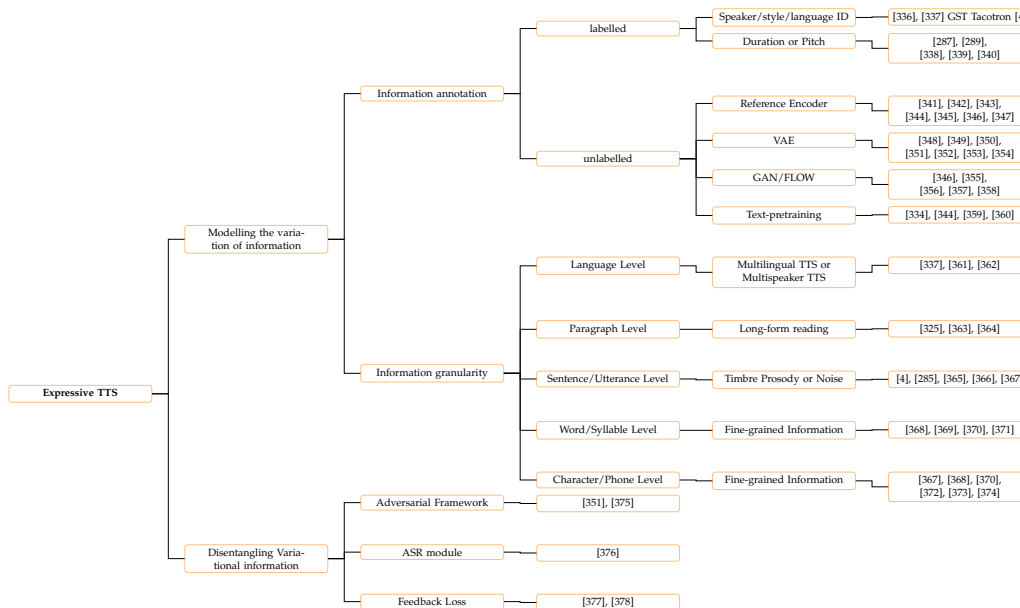 Speaker/style/language ID
[336], [337] GST Tacotron
labelled
Duration or Pitch
[287], [289],
[338], [339], [340]
Information annotation
Reference Encoder
[341], [342], [343],
[344], [345], [346], [347]
VAE
[348], [349], [350],
[351], [352], [353], [354]
unlabelled
GAN/FLOW
[346], [355],
[356], [357], [358]
Text-pretraining
[334], [344], [359], [360]
Modelling the varia-
tion of information
Language Level
Multilingual TTS or
Multispeaker TTS
[337], [361], [362]
Paragraph Level
Long-form reading
[325], [363], [364]
Information granularity
Sentence/Utterance Level
Timbre Prosody or Noise
[4], [285], [365], [366], [367
Expressive TTS
Word/Syllable Level
Fine-grained Information
[368], [369], [370], [371]
Character/Phone Level
Fine-grained Information
[367], [368], [370],
[372], [373], [374]
Adversarial Framework
[351], [375]
Disentangling Varia-
tional information
ASR module
[376]
Feedback Loss
[377], [378]